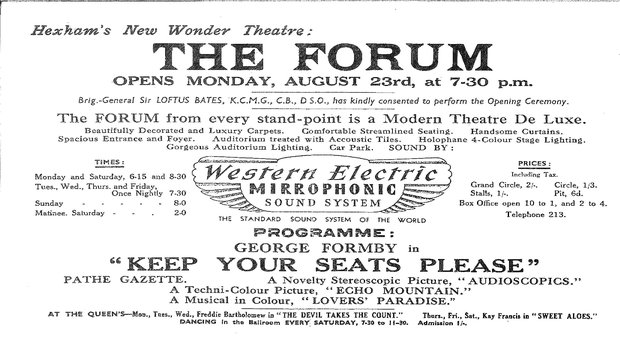 Hexham's New Wonder Theatre:
THE FORUM
OPENS MONDAY, AUGUST 23rd, at 7-30 p.m.
Brig.-General Sir LOFTUS BATES, K.C.M.G., C.B., D S.O., has kindly consented to perform the Opening Ceremony.
The FORUM from every stand-point is a Modern Theatre De Luxe.
Beautifully Decorated and Luxury Carpets. Comfortable Streamlined Seating. Handsome Curtains.
Spacious Entrance and Foyer. Auditorium treated with Accoustic Tiles. Holophane 4-Colour Stage Lighting.
Gorgeous Auditorium Lighting. Car Park. SOUND BY:
TIMES:
Monday and Saturday, 6-15 and 8-30
Tues., Wed., Thurs. and Friday,
Once Nightly 7-30
Sunday - - - 8-0
Matinee, Saturday - - 2-0
Western Electric
MIRROPHONIC
SOUND SYSTEM
THE STANDARD SOUND SYSTEM OF THE WORLD
PRICES:
Including Tax.
Grand Circle, 2/-. Circle, 1/3.
Stalls, 1/-. Pit, 6d.
Box Office open 10 to 1, and 2 to 4.
Telephone 213.
PROGRAMME:
GEORGE FORMBY in
"KEEP YOUR SEATS PLEASE"
PATHE GAZETTE. A Novelty Stereoscopic Picture, "AUDIOSCOPICS."
A Techni-Colour Picture, "ECHO MOUNTAIN."
A Musical in Colour, "LOVERS' PARADISE."
AT THE QUEEN'S—Mon., Tues., Wed., Freddie Bartholomew in "THE DEVIL TAKES THE COUNT." Thurs., Fri., Sat., Kay Francis in "SWEET ALOES."
DANCING in the Ballroom EVERY SATURDAY, 7-30 to 11-30. Admission 1/-.